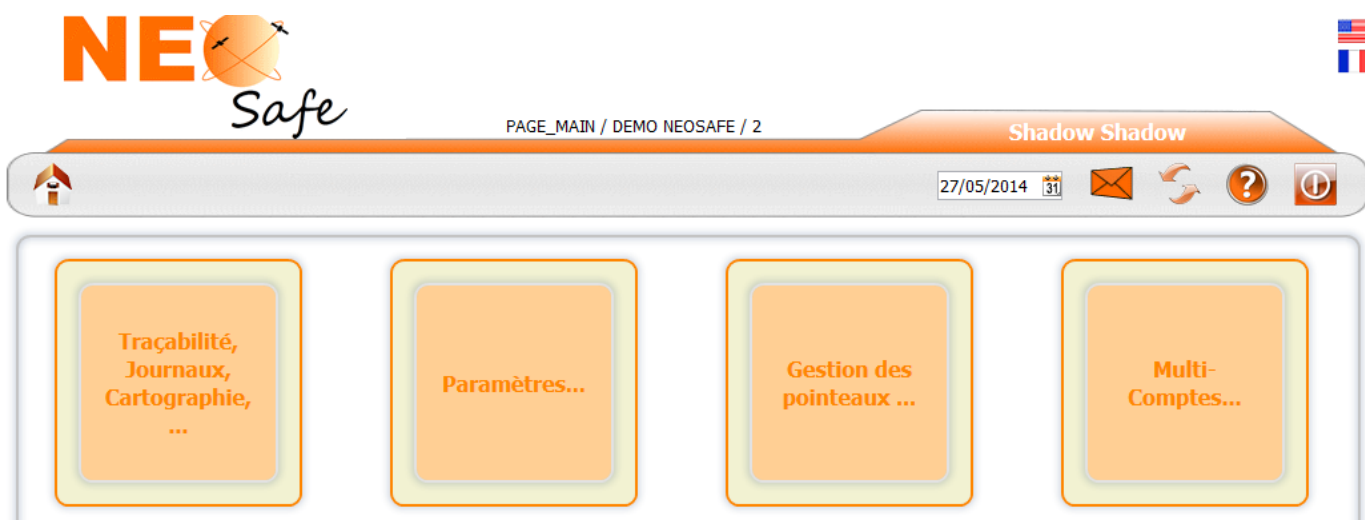 NEO
Safe
PAGE_MAIN / DEMO NEOSAFE / 2
Shadow Shadow
27/05/2014
31
?
Traçabilité,
Journaux,
Cartographie,
...
Paramètres...
Gestion des
pointeaux ...
Multi-
Comptes...